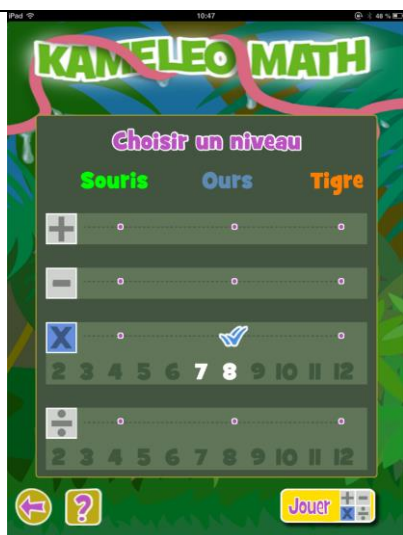 iPad 10:47 48 %
KAMELEO MATH
Choisir un niveau
Souris Ours Tigre
+
-
X
2 3 4 5 6 7 8 9 10 11 12
÷
2 3 4 5 6 7 8 9 10 11 12
? Jouer + - X ÷